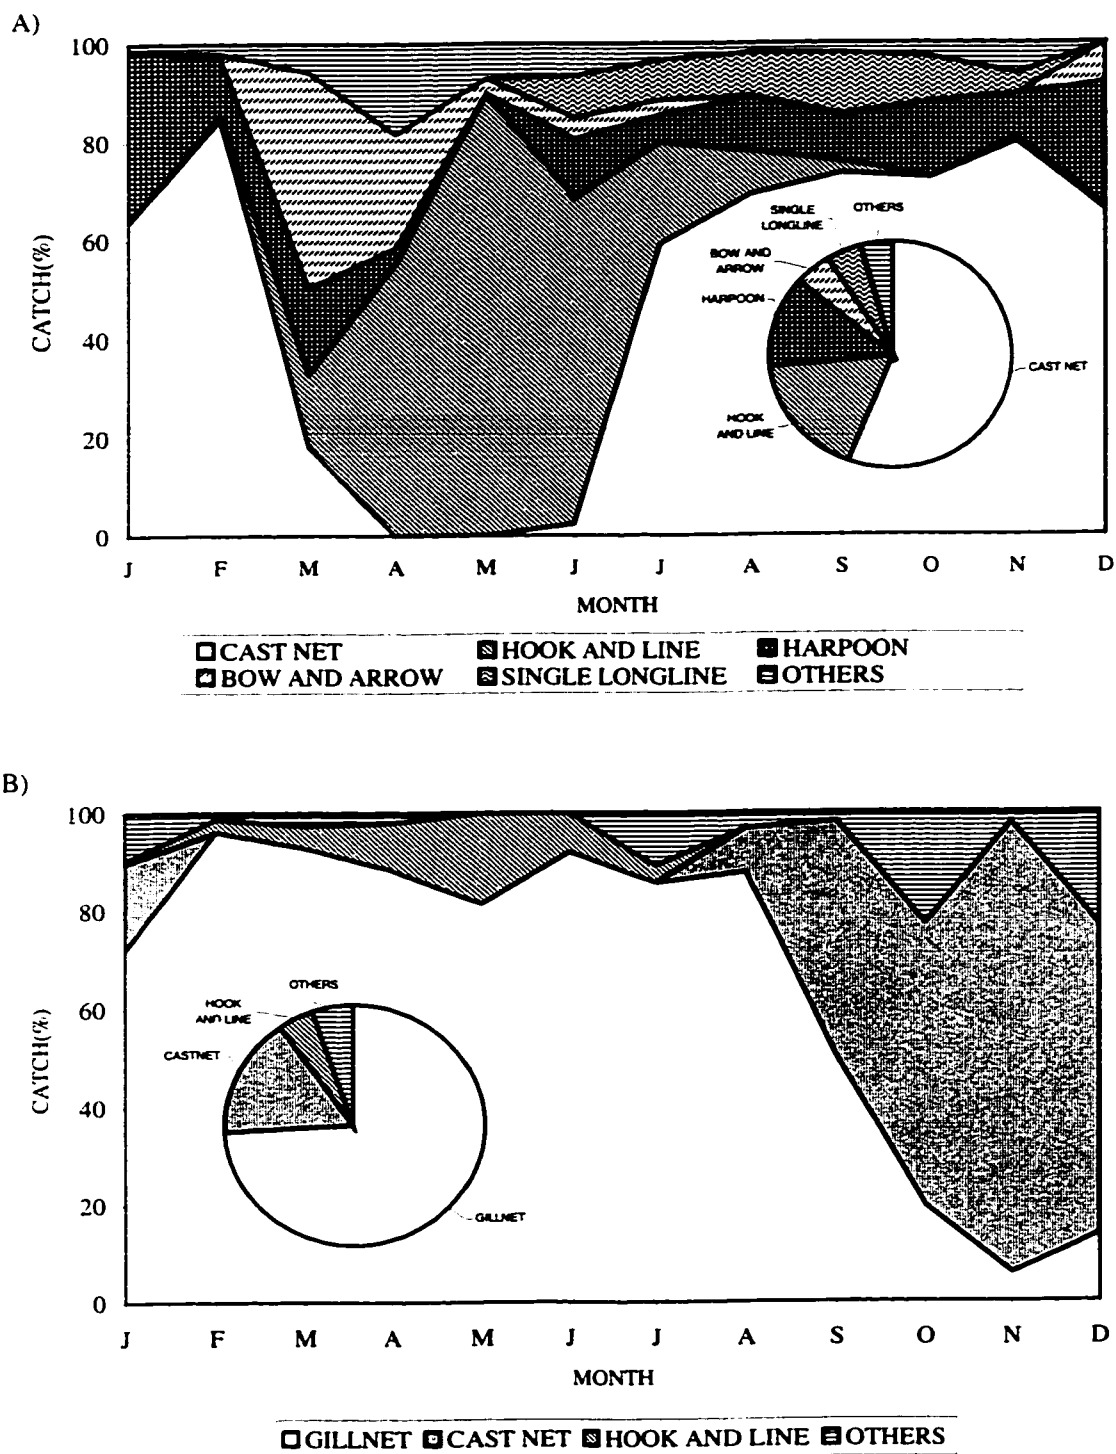 A)
100
80
60
40
20
0
CATCH(%)
SINGLE
LONGLINE
OTHERS
BOW AND
ARROW
HARPOON
CAST NET
HOOK
AND LINE
J F M A M J J A S O N D
MONTH
CAST NET HOOK AND LINE HARPOON
BOW AND ARROW SINGLE LONGLINE OTHERS
B)
100
80
60
40
20
0
CATCH(%)
OTHERS
HOOK
AND LINE
CASTNET
GILLNET
J F M A M J J A S O N D
MONTH
GILLNET CAST NET HOOK AND LINE OTHERS